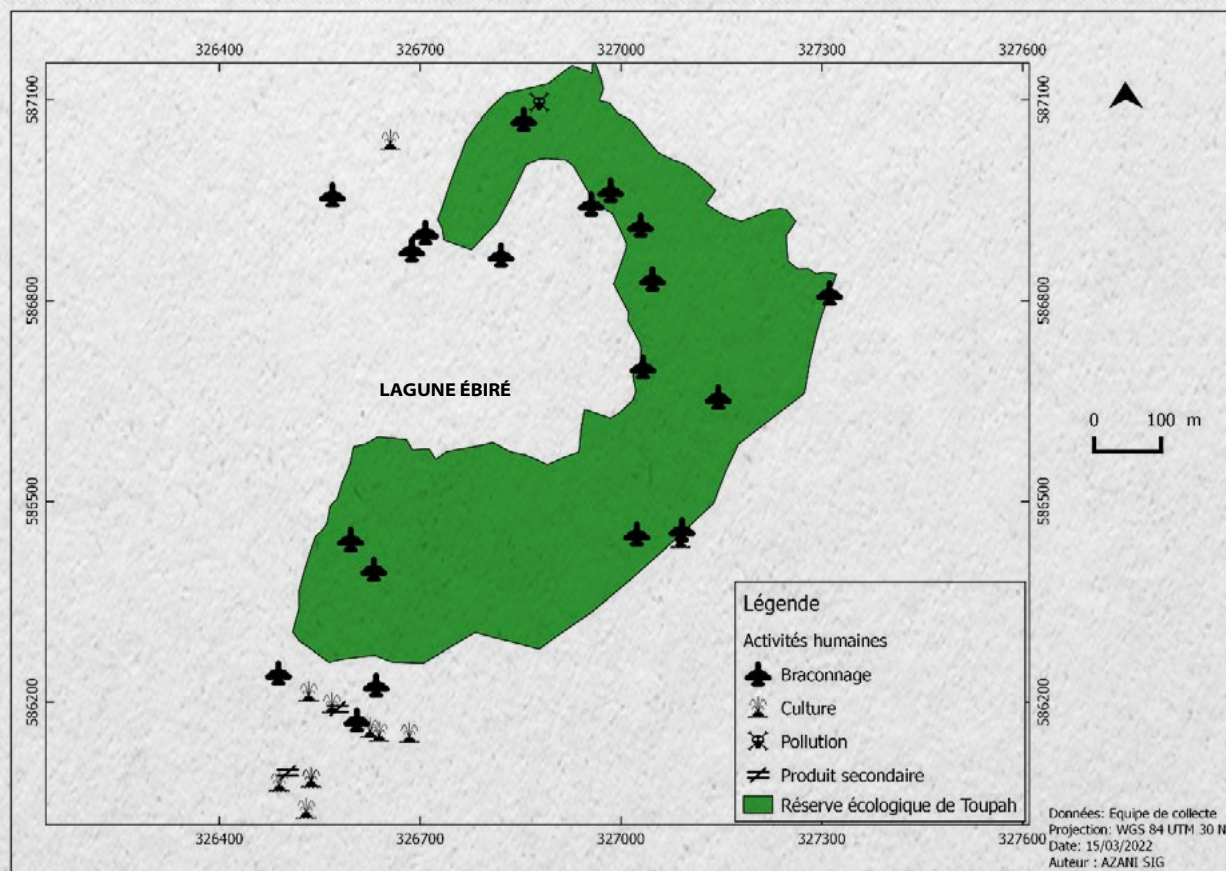 326400 326700 327000 327300 327600
587100 587100
586800 586800
LAGUNE ÉBIRÉ
0 100 m
585500 585500
Légende
Activités humaines
Braconnage
Culture
Pollution
Produit secondaire
Réserve écologique de Toupah
586200 586200
326400 326700 327000 327300 327600
Données: Equipe de collecte
Projection: WGS 84 UTM 30 N
Date: 15/03/2022
Auteur : AZANI SIG